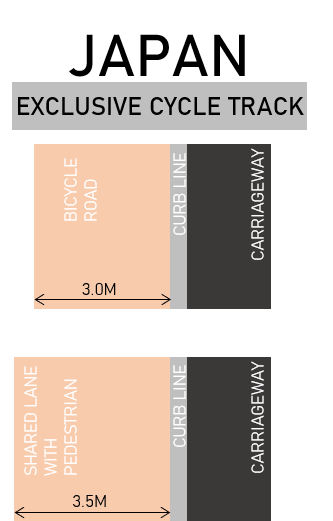 JAPAN
EXCLUSIVE CYCLE TRACK
BICYCLE
ROAD
CURB LINE
CARRIAGEWAY
3.0M
SHARED LANE
WITH
PEDESTRIAN
CURB LINE
CARRIAGEWAY
3.5M